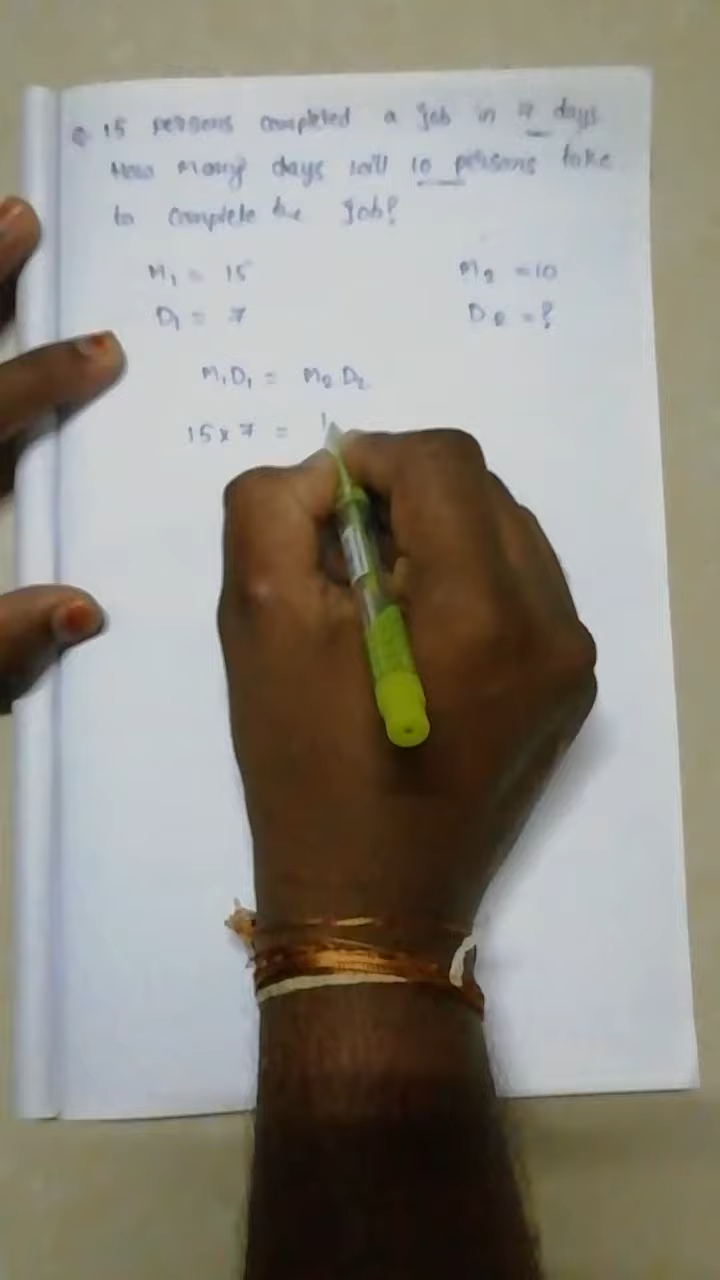 Q 15 persons completed a job in 7 days
How many days will 10 persons take
to complete the job?
M1 = 15 M2 = 10
D1 = 7 D2 = ?
M1D1 = M2D2
15 x 7 = 1